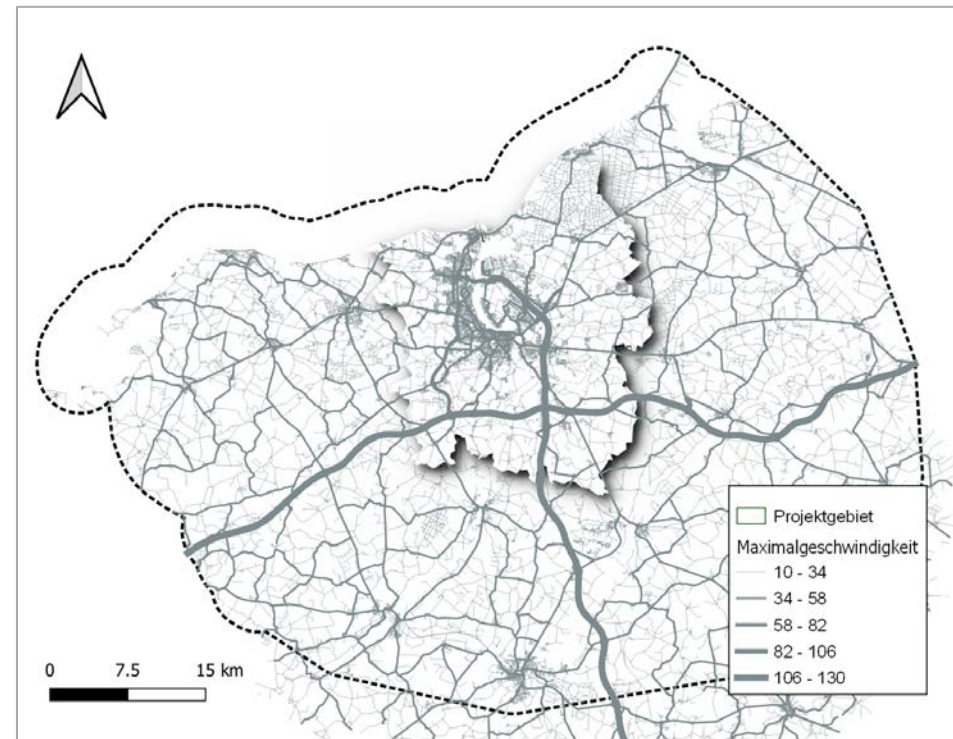 0 7.5 15 km
Projektgebiet
Maximalgeschwindigkeit
10 - 34
34 - 58
58 - 82
82 - 106
106 - 130